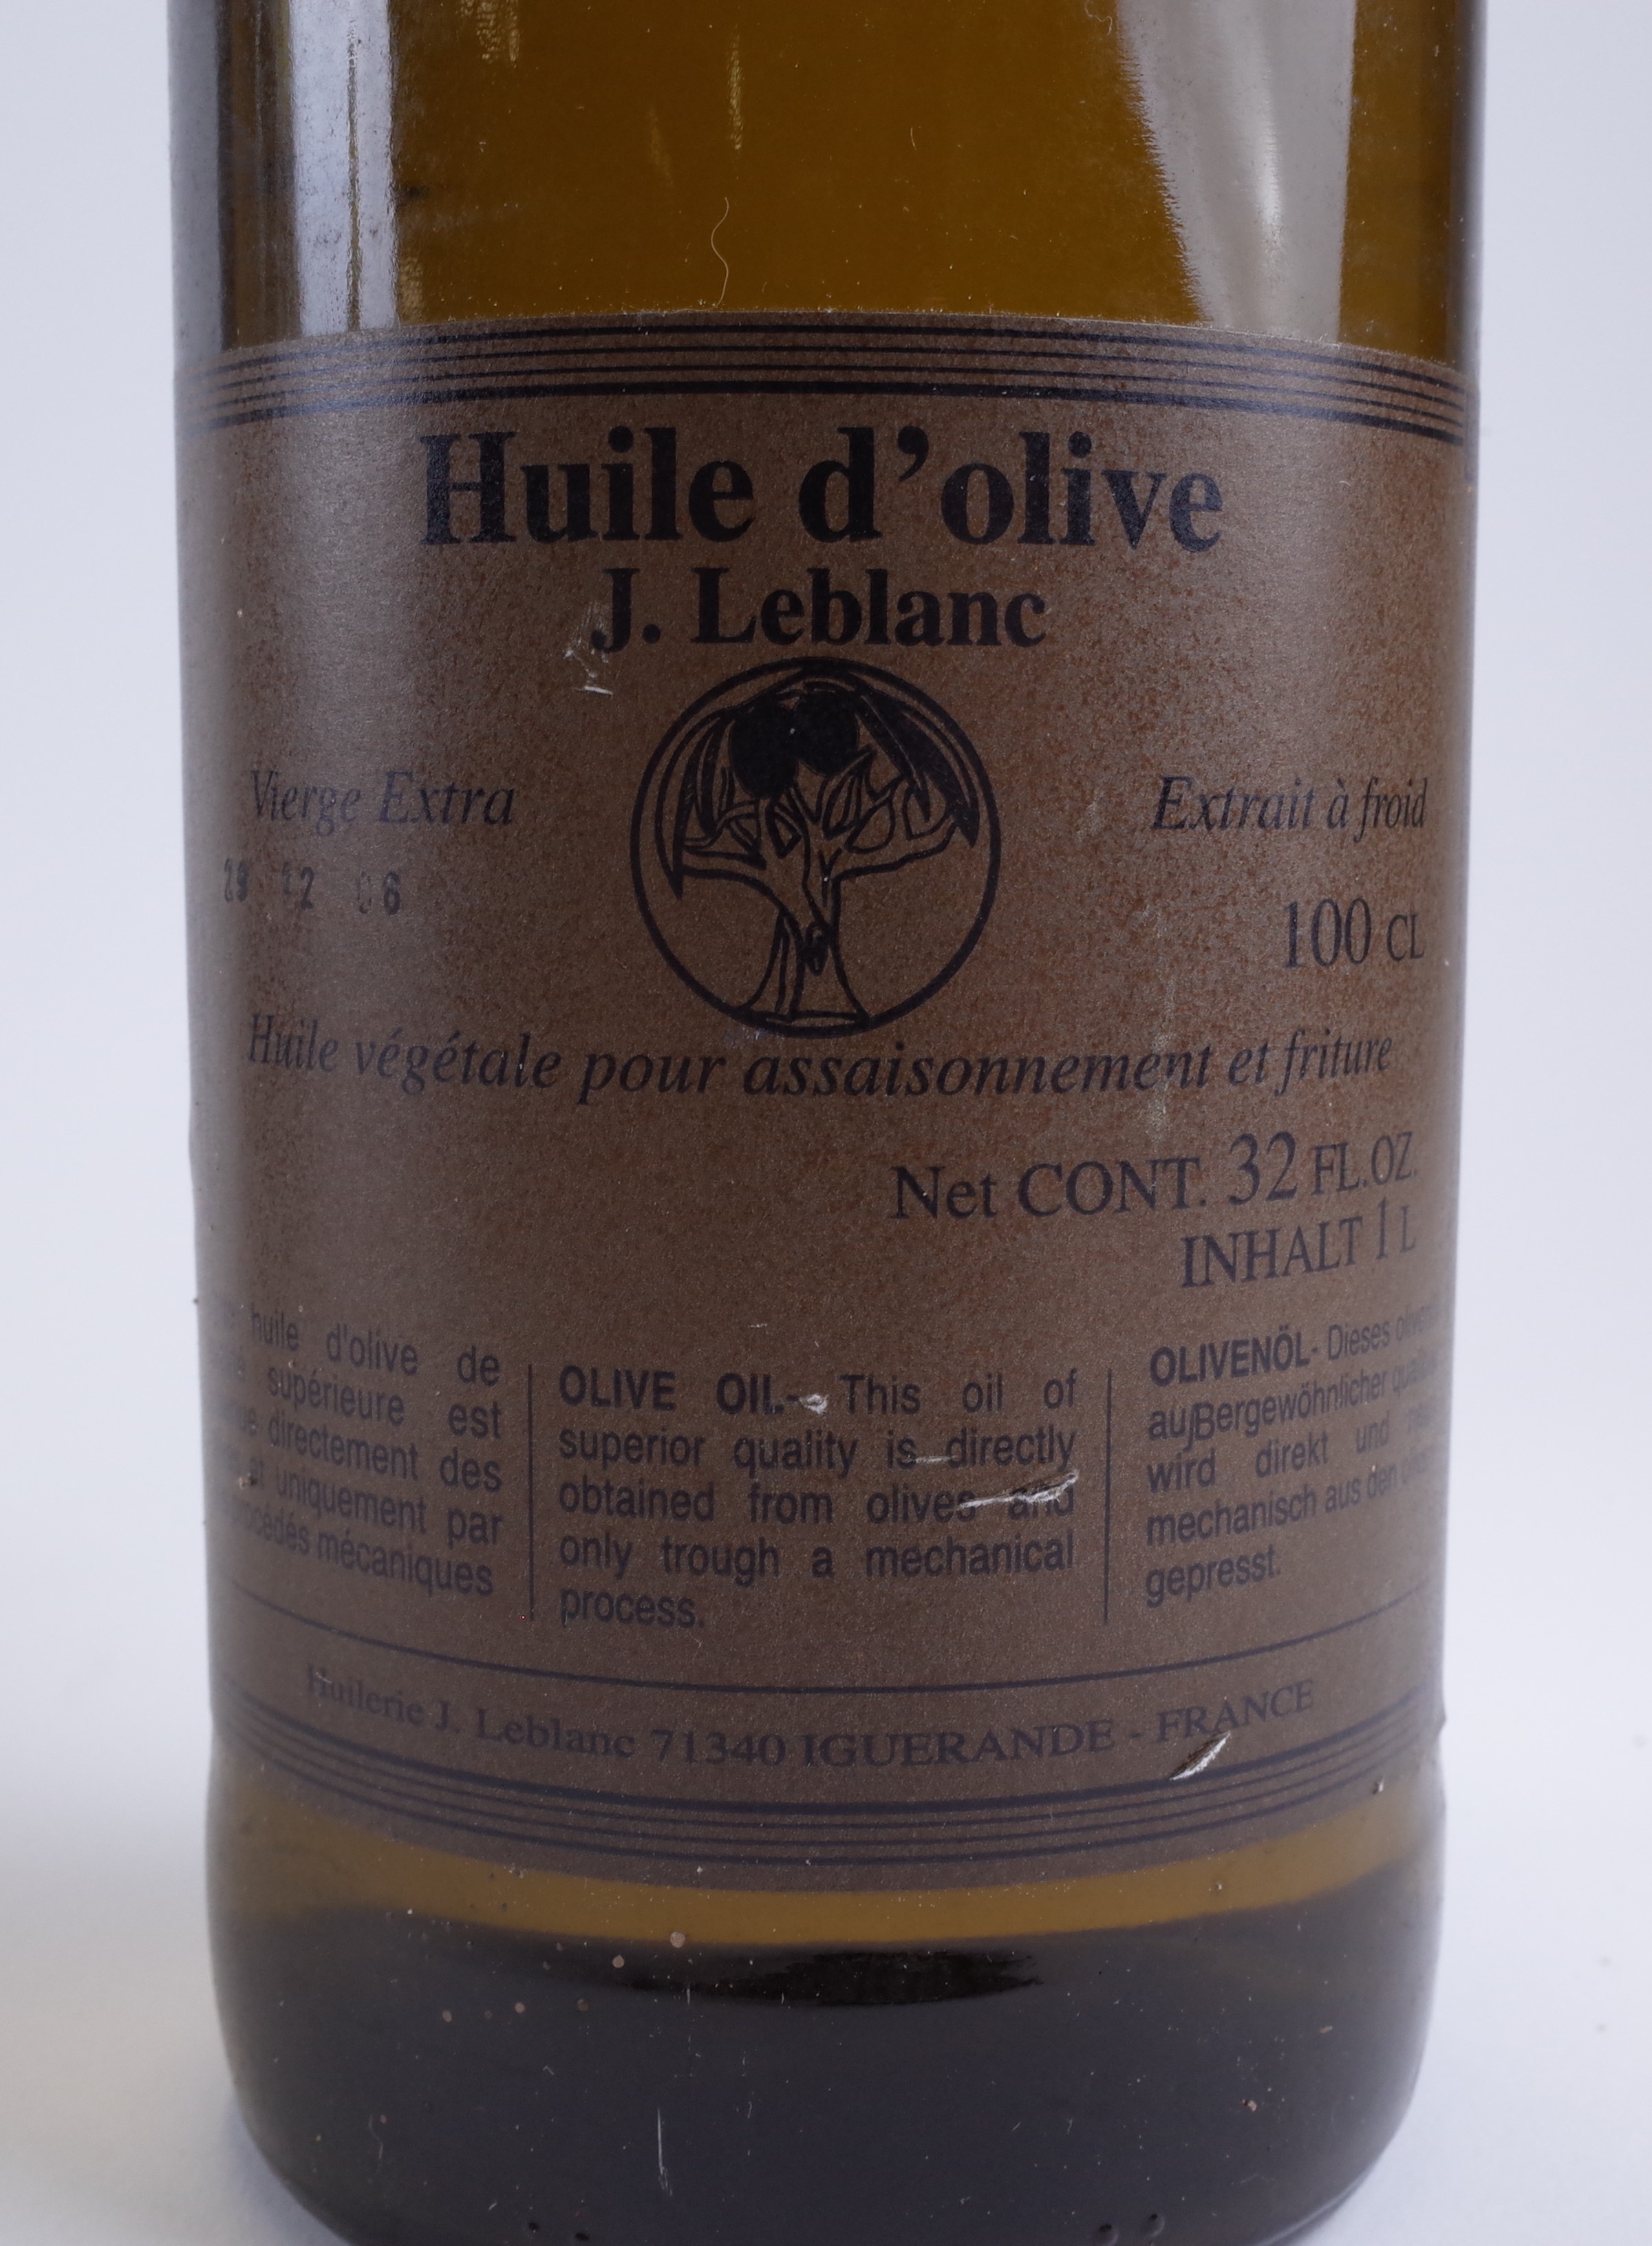 Huile d'olive
J. Leblanc
Vierge Extra
Extrait à froid
12 06
100 CL
Huile végétale pour assaisonnement et friture
Net CONT. 32 FL.OZ.
INHALT 1 L
huile d'olive de
supérieure est
directement des
et uniquement par
procédés mécaniques
OLIVE OIL- This oil of
superior quality is directly
obtained from olives and
only trough a mechanical
process.
OLIVENÖL- Dieses
außergewöhnlicher
wird direkt und
mechanisch aus den
gepresst.
Huilerie J. Leblanc 71340 IGUERANDE - FRANCE